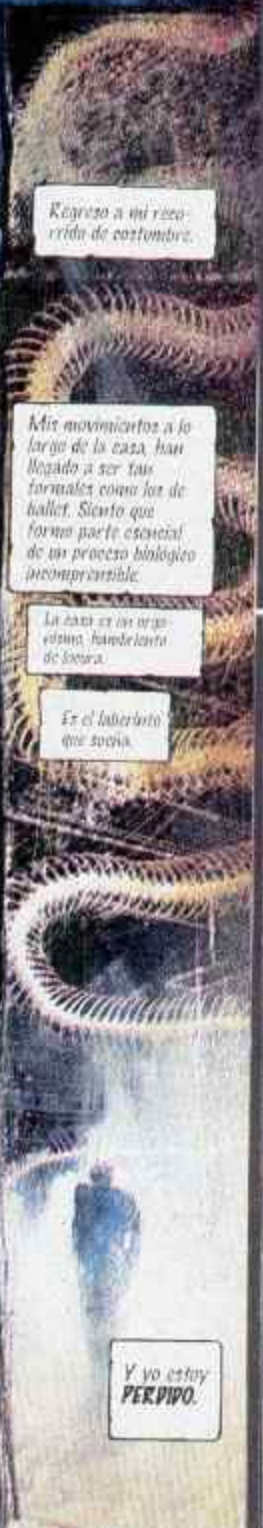 Regreso a mi reco-
rrido de costumbre.
Mis movimientos a lo
largo de la casa, han
llegado a ser tan
formales como los de
ballet. Siento que
formo parte esencial
de un proceso biológico
incomprensible.
La casa es un orga-
nismo, hambriento
de locura.
Es el laberinto
que sueña.
Y yo estoy
PERDIDO.